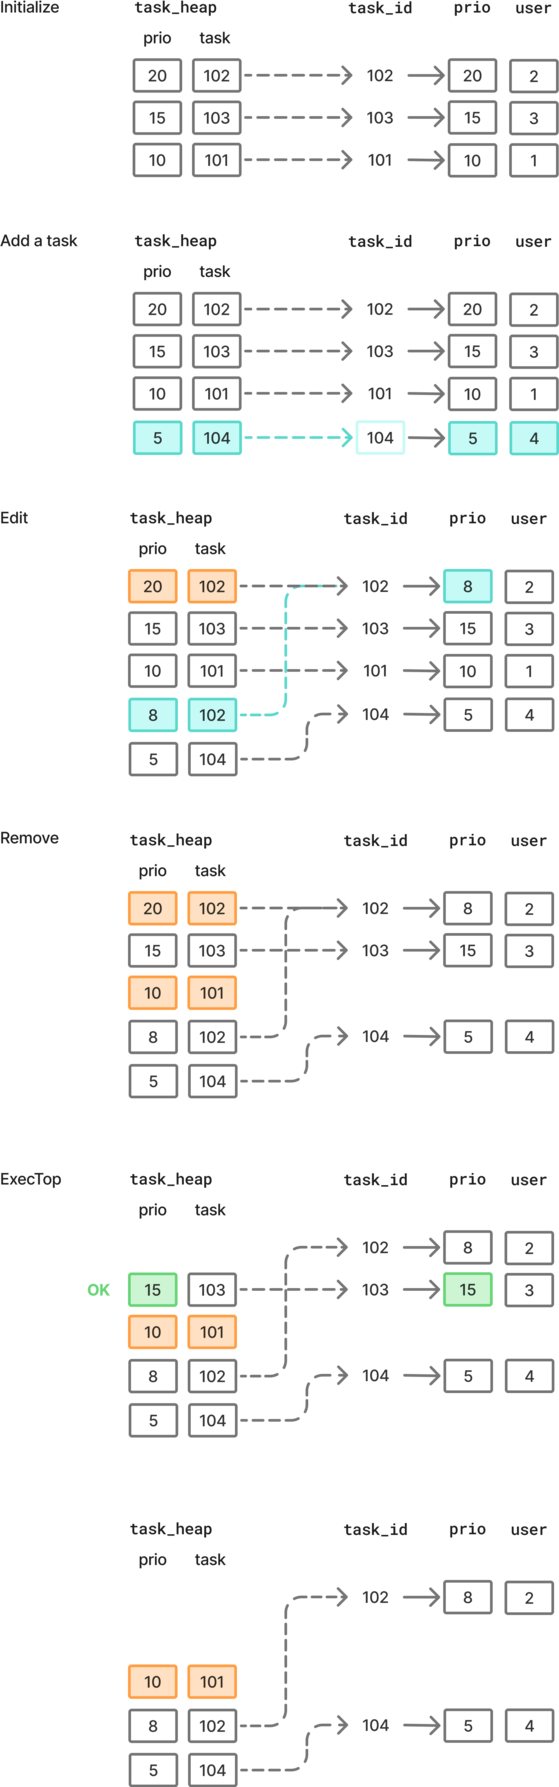 Initialize task_heap task_id prio user
prio task
20 102 102 20 2
15 103 103 15 3
10 101 101 10 1
Add a task task_heap task_id prio user
prio task
20 102 102 20 2
15 103 103 15 3
10 101 101 10 1
5 104 104 5 4
Edit task_heap task_id prio user
prio task
20 102 102 8 2
15 103 103 15 3
10 101 101 10 1
8 102 104 5 4
5 104
Remove task_heap task_id prio user
prio task
20 102 102 8 2
15 103 103 15 3
10 101
8 102 104 5 4
5 104
ExecTop task_heap task_id prio user
prio task
102 8 2
OK 15 103 103 15 3
10 101
8 102 104 5 4
5 104
task_heap task_id prio user
prio task
102 8 2
10 101
8 102 104 5 4
5 104